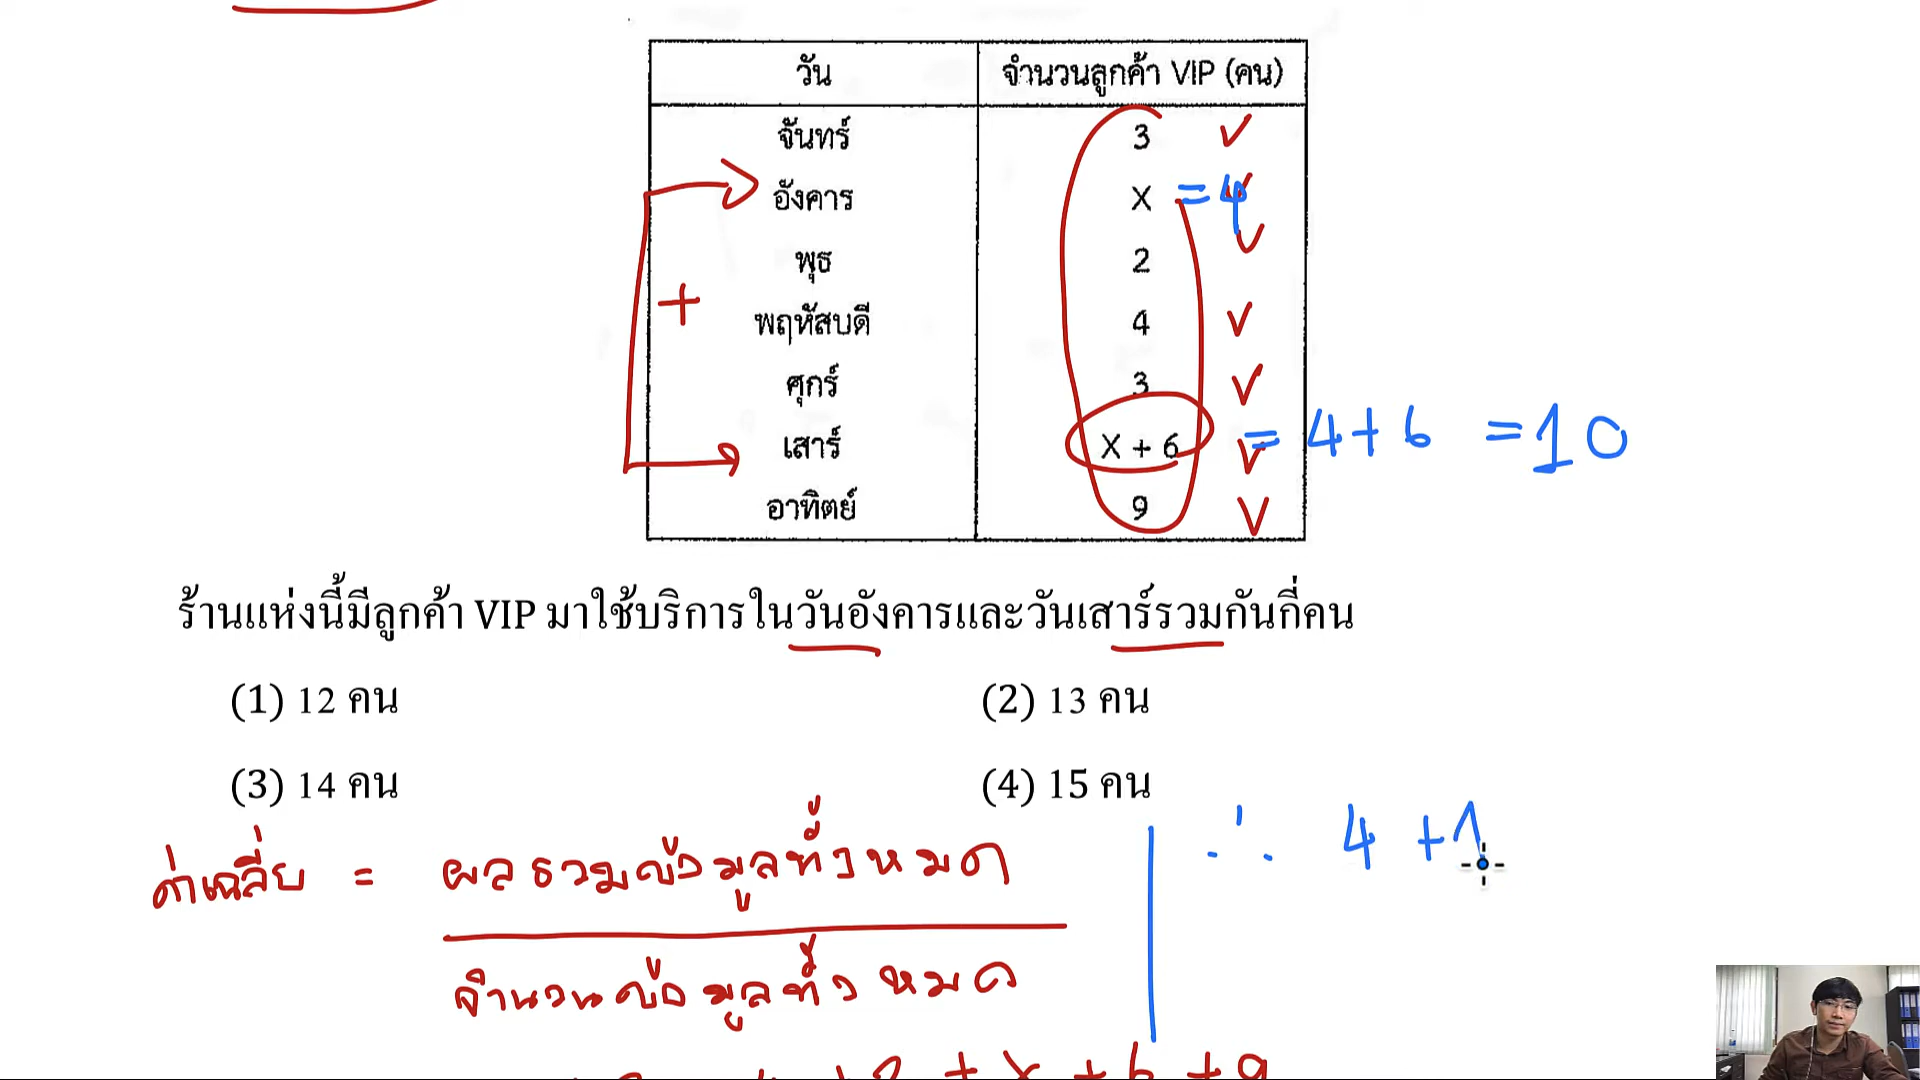 วัน จำนวนลูกค้า VIP (คน)
จันทร์ 3 ✓
อังคาร X = 4 ✓
พุธ 2 ✓
+
พฤหัสบดี 4 ✓
ศุกร์ 3 ✓
เสาร์ X + 6 ✓ = 4 + 6 = 10
อาทิตย์ 9 ✓
ร้านแห่งนี้มีลูกค้า VIP มาใช้บริการในวันอังคารและวันเสาร์รวมกันกี่คน
(1) 12 คน (2) 13 คน
(3) 14 คน (4) 15 คน
ค่าเฉลี่ย = ผลรวมข้อมูลทั้งหมด
จำนวนข้อมูลทั้งหมด
∴ 4 + 1
+ x + 6 + 9